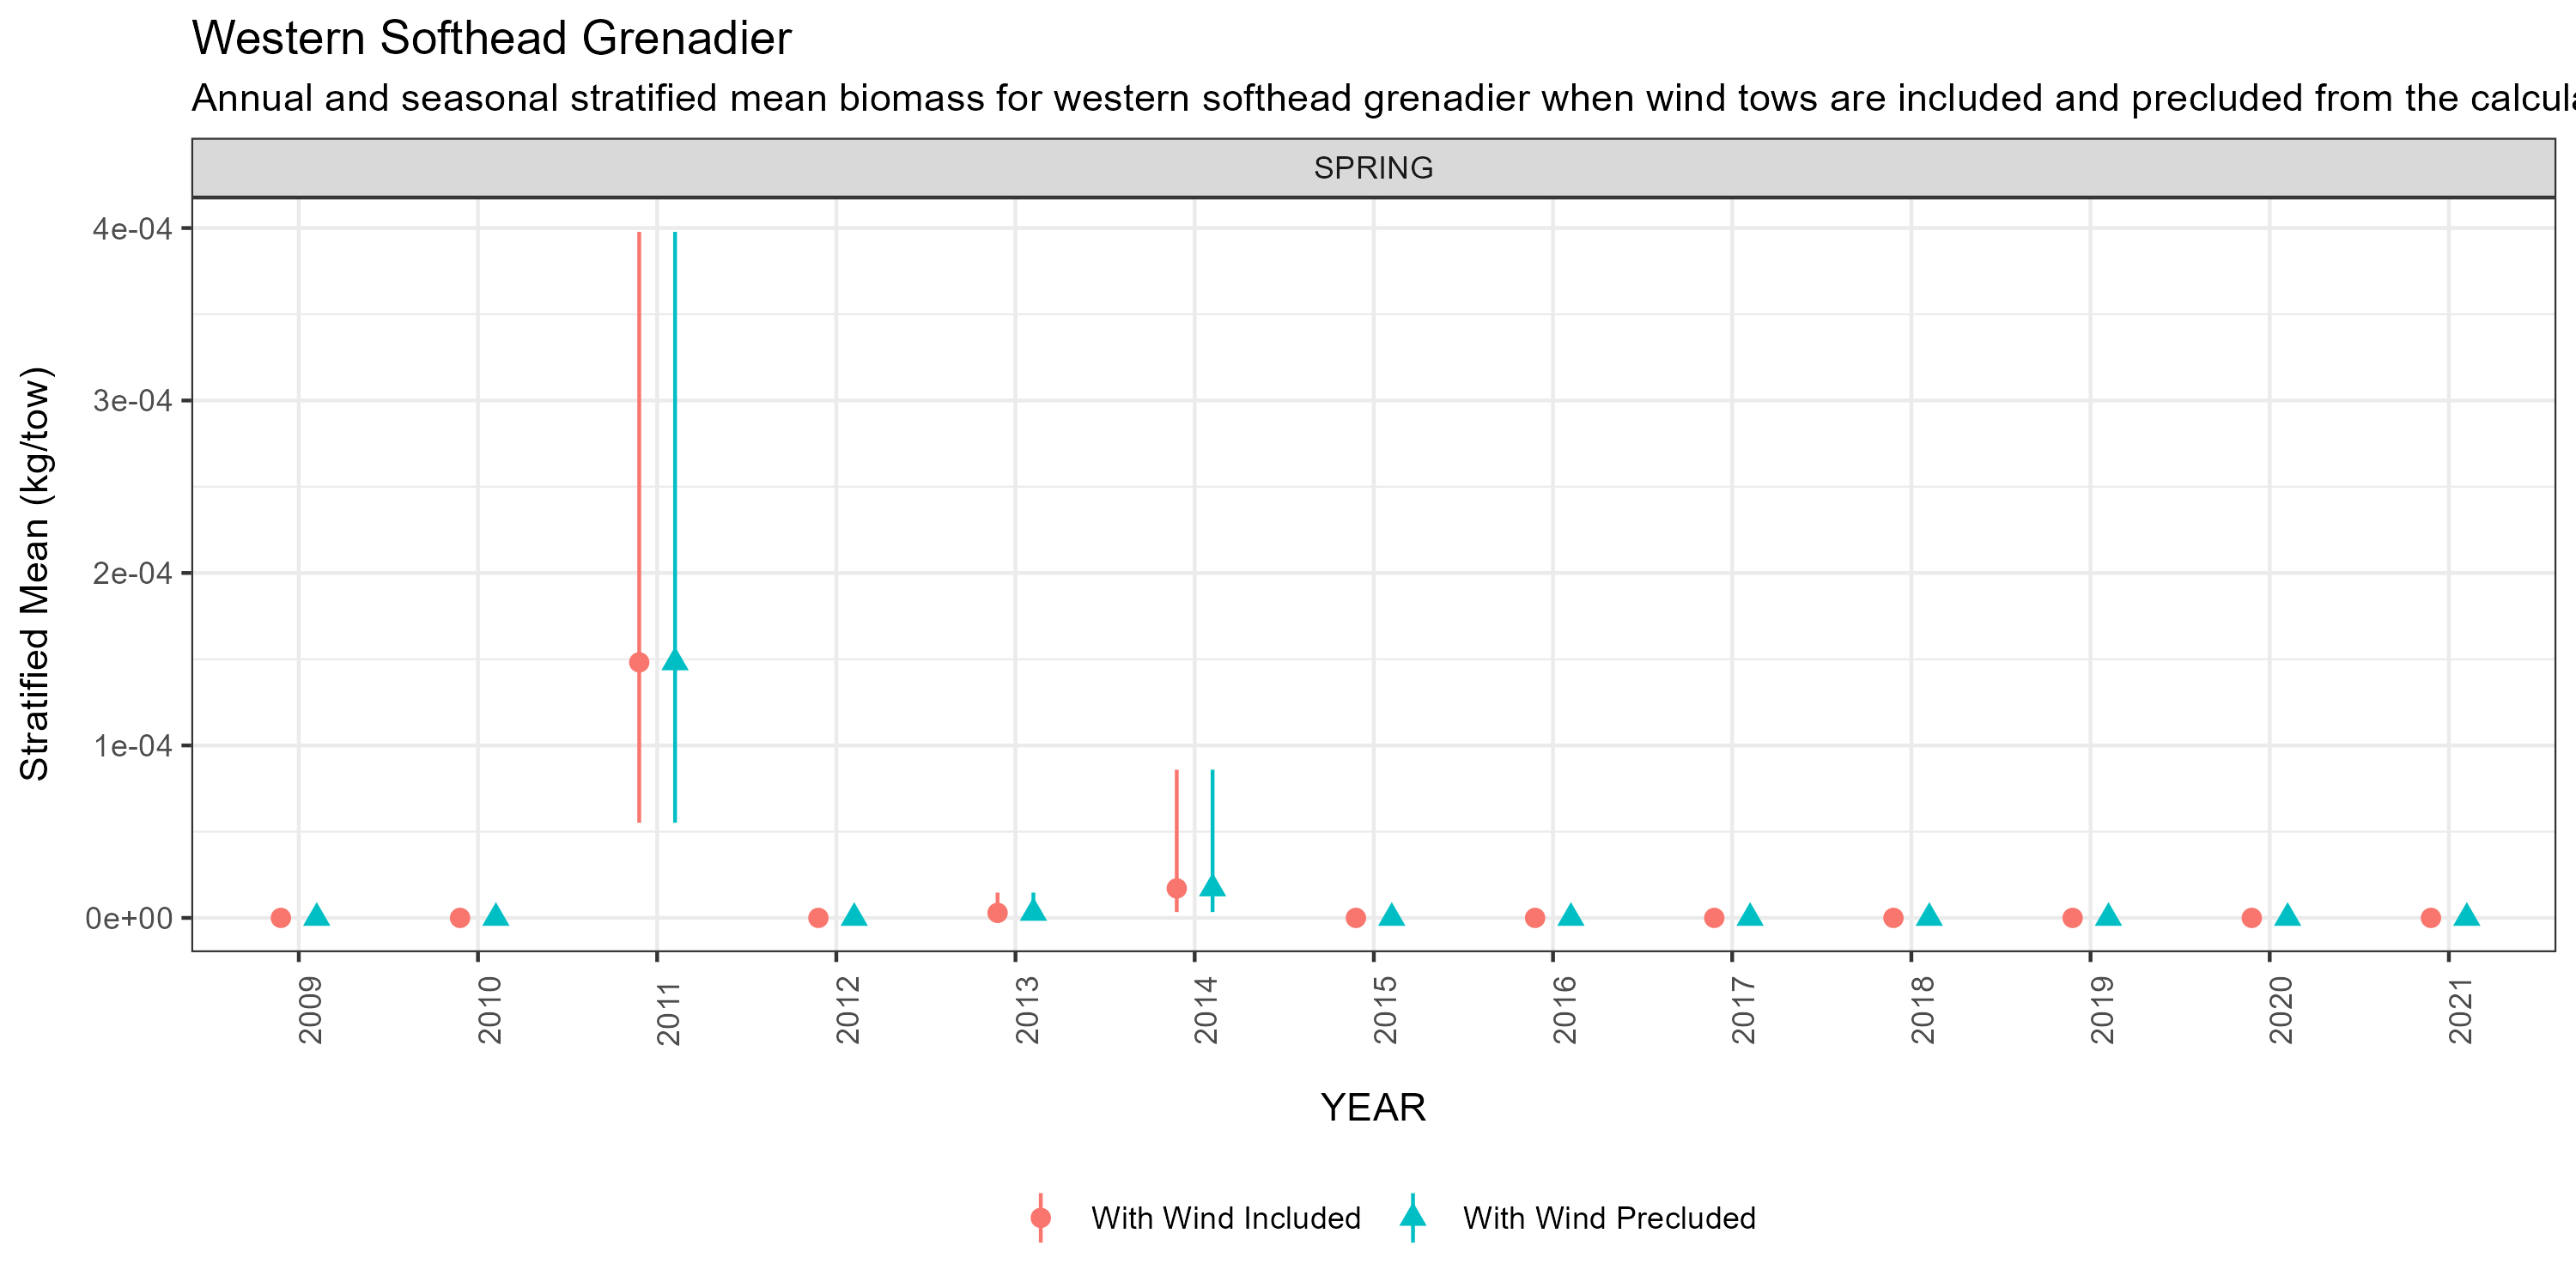 Western Softhead Grenadier
Annual and seasonal stratified mean biomass for western softhead grenadier when wind tows are included and precluded from the calcula
SPRING
Stratified Mean (kg/tow)
4e-04
3e-04
2e-04
1e-04
0e+00
2009
2010
2011
2012
2013
2014
2015
2016
2017
2018
2019
2020
2021
YEAR
With Wind Included
With Wind Precluded